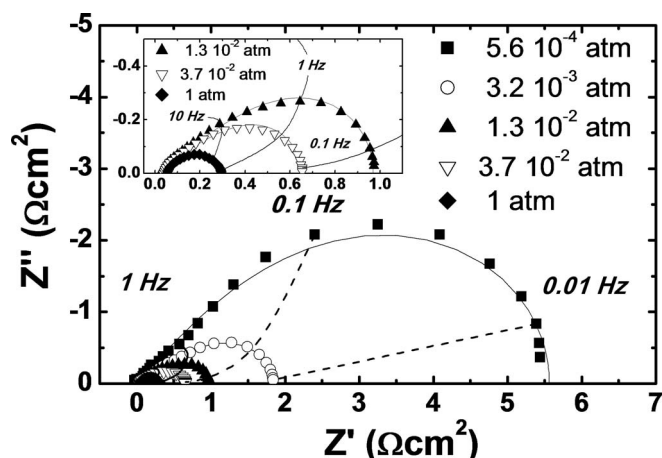 -5
-4
-3
-2
-1
0
Z'' (Ωcm²)
0 1 2 3 4 5 6 7
Z' (Ωcm²)
5.6 10⁻⁴ atm
3.2 10⁻³ atm
1.3 10⁻² atm
3.7 10⁻² atm
1 atm
1 Hz
0.1 Hz
0.01 Hz
1.3 10⁻² atm
3.7 10⁻² atm
1 atm
1 Hz
10 Hz
0.1 Hz
-0.4
-0.2
0.0
0.0 0.2 0.4 0.6 0.8 1.0